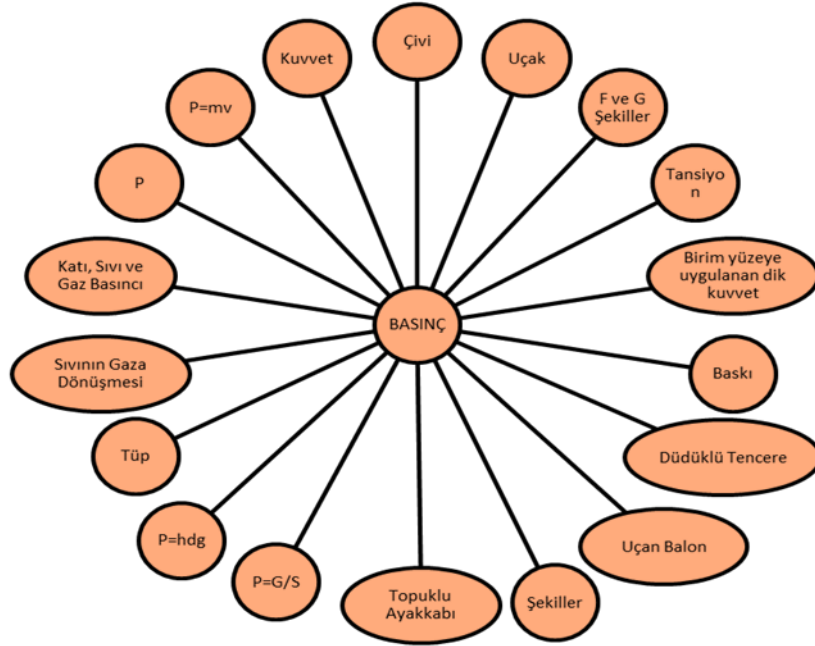 Çivi
Kuvvet
Uçak
P=mv
F ve G
Şekiller
P
Tansiyo
n
Katı, Sıvı ve
Gaz Basıncı
Birim yüzeye
uygulanan dik
kuvvet
BASINÇ
Sıvının Gaza
Dönüşmesi
Baskı
Tüp
Düdüklü Tencere
P=hdg
Uçan Balon
P=G/S
Topuklu
Ayakkabı
Şekiller